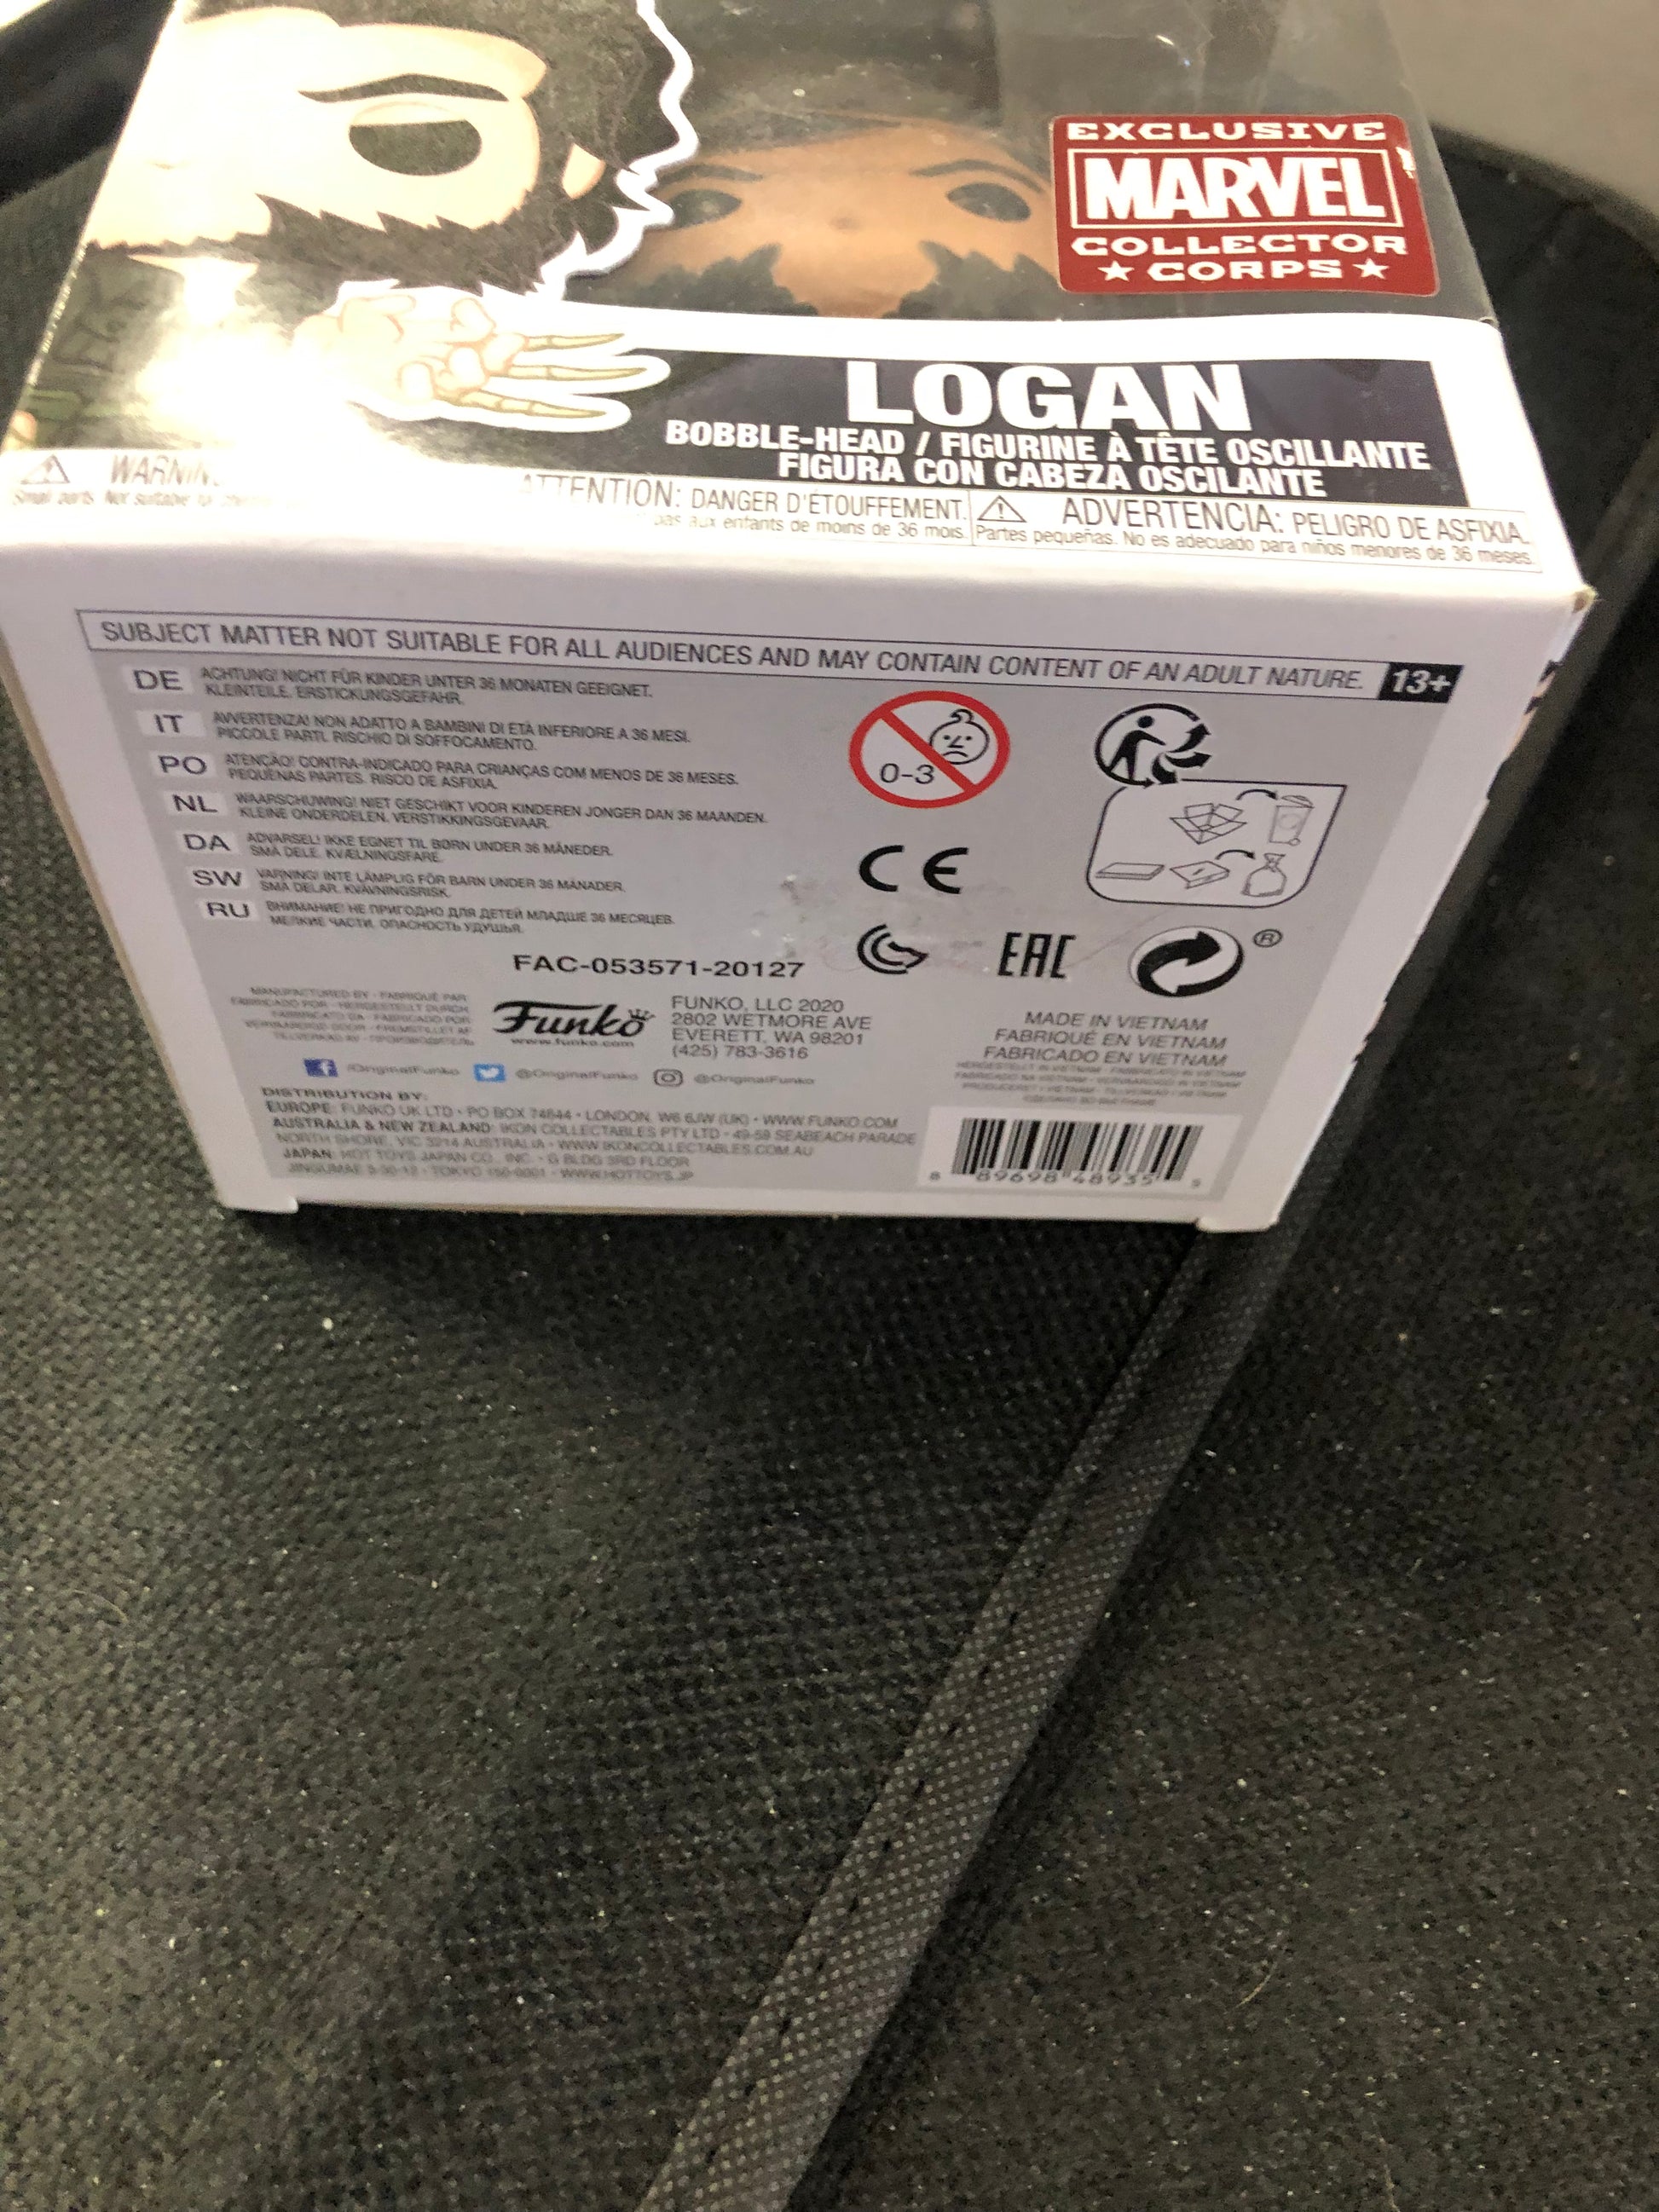 EXCLUSIVE
MARVEL
COLLECTOR
★ CORPS ★
LOGAN
BOBBLE-HEAD / FIGURINE À TÊTE OSCILLANTE
FIGURA CON CABEZA OSCILANTE
ATTENTION: DANGER D'ÉTOUFFEMENT.
pas aux enfants de moins de 36 mois.
ADVERTENCIA: PELIGRO DE ASFIXIA.
Partes pequeñas. No es adecuado para niños menores de 36 meses.
SUBJECT MATTER NOT SUITABLE FOR ALL AUDIENCES AND MAY CONTAIN CONTENT OF AN ADULT NATURE. 13+
DE ACHTUNG! NICHT FÜR KINDER UNTER 36 MONATEN GEEIGNET.
KLEINTEILE. ERSTICKUNGSGEFAHR.
IT AVVERTENZA! NON ADATTO A BAMBINI DI ETÀ INFERIORE A 36 MESI.
PICCOLE PARTI. RISCHIO DI SOFFOCAMENTO.
PO ATENÇÃO! CONTRA-INDICADO PARA CRIANÇAS COM MENOS DE 36 MESES.
PEQUENAS PARTES. RISCO DE ASFIXIA.
NL WAARSCHUWING! NIET GESCHIKT VOOR KINDEREN JONGER DAN 36 MAANDEN.
KLEINE ONDERDELEN. VERSTIKKINGSGEVAAR.
DA ADVARSEL! IKKE EGNET TIL BØRN UNDER 36 MÅNEDER.
SMÅ DELE. KVÆLNINGSFARE.
SW VARNING! INTE LÄMPLIG FÖR BARN UNDER 36 MÅNADER.
SMÅ DELAR. KVÄVNINGSRISK.
RU ВНИМАНИЕ! НЕ ПРИГОДНО ДЛЯ ДЕТЕЙ МЛАДШЕ 36 МЕСЯЦЕВ.
МЕЛКИЕ ЧАСТИ. ОПАСНОСТЬ УДУШЬЯ.
0-3
CE
EAC
®
FAC-053571-20127
MANUFACTURED BY • FABRIQUÉ PAR
Funko
www.funko.com
FUNKO, LLC 2020
2802 WETMORE AVE
EVERETT, WA 98201
(425) 783-3616
MADE IN VIETNAM
FABRIQUÉ EN VIETNAM
FABRICADO EN VIETNAM
/OriginalFunko @OriginalFunko @OriginalFunko
DISTRIBUTION BY:
EUROPE: FUNKO UK LTD • PO BOX 74644 • LONDON W6 6JW (UK) • WWW.FUNKO.COM
AUSTRALIA & NEW ZEALAND: IKON COLLECTABLES PTY LTD • 49-59 SEABEACH PARADE
NORTH SHORE, VIC 3214 AUSTRALIA • WWW.IKONCOLLECTABLES.COM.AU
JAPAN: HOT TOYS JAPAN CO., INC. • G BLDG 3RD FLOOR
JINGUMAE 5-30-12 • TOKYO 150-0001 • WWW.HOTTOYS.JP
8 89698 48935 5